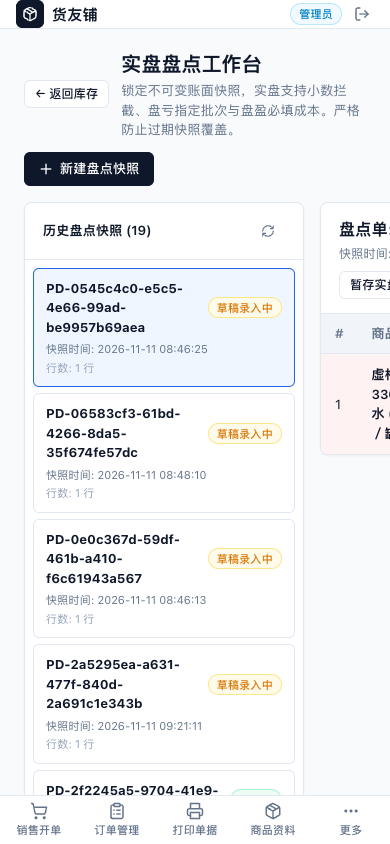 货友铺
管理员
← 返回库存
实盘盘点工作台
锁定不可变账面快照，实盘支持小数拦
截、盘亏指定批次与盘盈必填成本。严格
防止过期快照覆盖。
+ 新建盘点快照
历史盘点快照 (19)
PD-0545c4c0-e5c5-
4e66-99ad-
be9957b69aea
草稿录入中
快照时间: 2026-11-11 08:46:25
行数: 1 行
PD-06583cf3-61bd-
4266-8da5-
35f674fe57dc
草稿录入中
快照时间: 2026-11-11 08:48:10
行数: 1 行
PD-0e0c367d-59df-
461b-a410-
f6c61943a567
草稿录入中
快照时间: 2026-11-11 08:46:13
行数: 1 行
PD-2a5295ea-a631-
477f-840d-
2a691c1e343b
草稿录入中
快照时间: 2026-11-11 09:21:11
行数: 1 行
PD-2f2245a5-9704-41e9-
盘点单
快照时间:
暂存实
#
商品
1
虚
330
水
/
销售开单
订单管理
打印单据
商品资料
更多